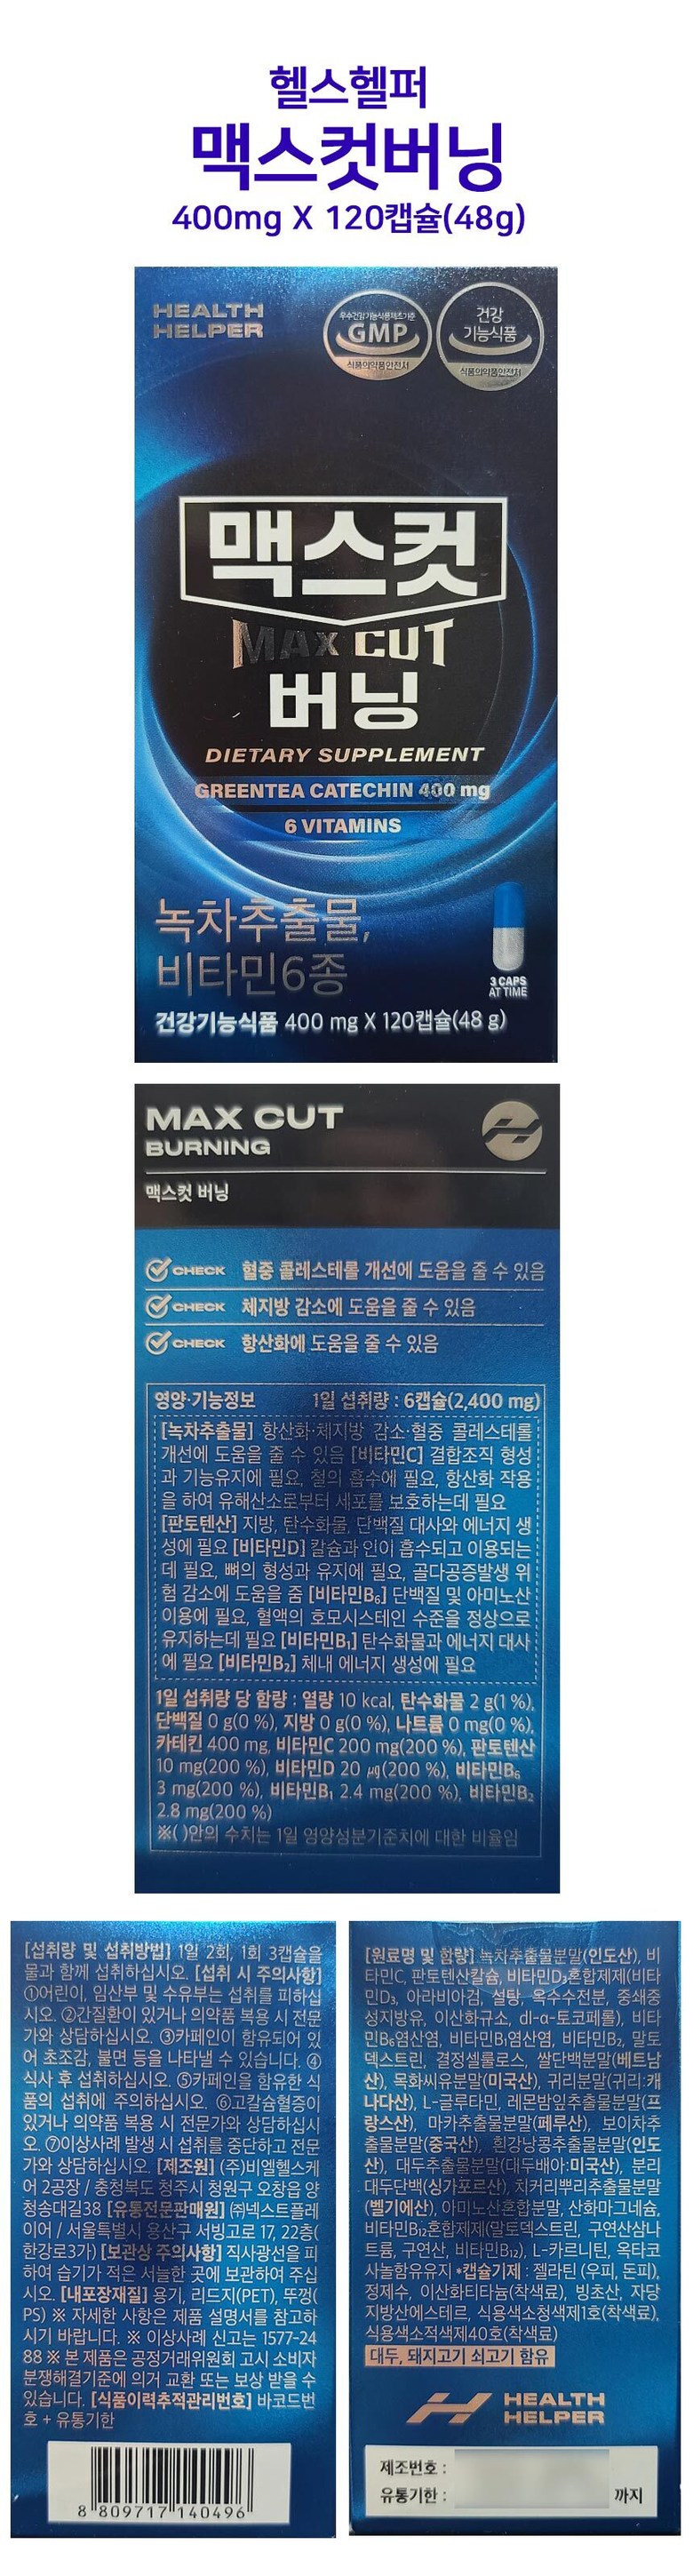 헬스헬퍼
맥스컷버닝
400mg X 120캡슐(48g)
HEALTH
HELPER
우수건강기능식품제조기준
GMP
식품의약품안전처
건강
기능식품
식품의약품안전처
맥스컷
MAX CUT
버닝
DIETARY SUPPLEMENT
GREENTEA CATECHIN 400 mg
6 VITAMINS
녹차추출물,
비타민6종
3 CAPS
AT TIME
건강기능식품 400 mg X 120캡슐(48 g)
MAX CUT
BURNING
맥스컷 버닝
CHECK 혈중 콜레스테롤 개선에 도움을 줄 수 있음
CHECK 체지방 감소에 도움을 줄 수 있음
CHECK 항산화에 도움을 줄 수 있음
영양·기능정보 1일 섭취량 : 6캡슐(2,400 mg)
[녹차추출물] 항산화·체지방 감소·혈중 콜레스테롤
개선에 도움을 줄 수 있음 [비타민C] 결합조직 형성
과 기능유지에 필요, 철의 흡수에 필요, 항산화 작용
을 하여 유해산소로부터 세포를 보호하는데 필요
[판토텐산] 지방, 탄수화물, 단백질 대사와 에너지 생
성에 필요 [비타민D] 칼슘과 인이 흡수되고 이용되는
데 필요, 뼈의 형성과 유지에 필요, 골다공증발생 위
험 감소에 도움을 줌 [비타민B₆] 단백질 및 아미노산
이용에 필요, 혈액의 호모시스테인 수준을 정상으로
유지하는데 필요 [비타민B₁] 탄수화물과 에너지 대사
에 필요 [비타민B₂] 체내 에너지 생성에 필요
1일 섭취량 당 함량 : 열량 10 kcal, 탄수화물 2 g(1 %),
단백질 0 g(0 %), 지방 0 g(0 %), 나트륨 0 mg(0 %),
카테킨 400 mg, 비타민C 200 mg(200 %), 판토텐산
10 mg(200 %), 비타민D 20 μg(200 %), 비타민B₆
3 mg(200 %), 비타민B₁ 2.4 mg(200 %), 비타민B₂
2.8 mg(200 %)
※( )안의 수치는 1일 영양성분기준치에 대한 비율임
[섭취량 및 섭취방법] 1일 2회, 1회 3캡슐을
물과 함께 섭취하십시오. [섭취 시 주의사항]
①어린이, 임산부 및 수유부는 섭취를 피하십
시오. ②간질환이 있거나 의약품 복용 시 전문
가와 상담하십시오. ③카페인이 함유되어 있
어 초조감, 불면 등을 나타낼 수 있습니다. ④
식사 후 섭취하십시오. ⑤카페인을 함유한 식
품의 섭취에 주의하십시오. ⑥고칼슘혈증이
있거나 의약품 복용 시 전문가와 상담하십시
오. ⑦이상사례 발생 시 섭취를 중단하고 전문
가와 상담하십시오. [제조원] (주)비엘헬스케
어 2공장 / 충청북도 청주시 청원구 오창읍 양
청송대길38 [유통전문판매원] ㈜넥스트플레
이어 / 서울특별시 용산구 서빙고로 17, 22층(
한강로3가) [보관상 주의사항] 직사광선을 피
하여 습기가 적은 서늘한 곳에 보관하여 주십
시오. [내포장재질] 용기, 리드지(PET), 뚜껑(
PS) ※ 자세한 사항은 제품 설명서를 참고하
시기 바랍니다. ※ 이상사례 신고는 1577-24
88 ※ 본 제품은 공정거래위원회 고시 소비자
분쟁해결기준에 의거 교환 또는 보상 받을 수
있습니다. [식품이력추적관리번호] 바코드번
호 + 유통기한
8 809717 140496
[원료명 및 함량] 녹차추출물분말(인도산), 비
타민C, 판토텐산칼슘, 비타민D₃혼합제제(비타
민D₃, 아라비아검, 설탕, 옥수수전분, 중쇄중
성지방유, 이산화규소, dl-α-토코페롤), 비타
민B₆염산염, 비타민B₁염산염, 비타민B₂, 말토
덱스트린, 결정셀룰로스, 쌀단백분말(베트남
산), 목화씨유분말(미국산), 귀리분말(귀리:캐
나다산), L-글루타민, 레몬밤잎추출분말(프
랑스산), 마카추출물분말(페루산), 보이차추
출물분말(중국산), 흰강낭콩추출물분말(인도
산), 대두추출물분말(대두배아:미국산), 분리
대두단백(싱가포르산), 치커리뿌리추출물분말
(벨기에산), 아미노산혼합분말, 산화마그네슘,
비타민B₁₂혼합제제(말토덱스트린, 구연산삼나
트륨, 구연산, 비타민B₁₂), L-카르니틴, 옥타코
사놀함유유지 *캡슐기제 : 젤라틴 (우피, 돈피),
정제수, 이산화티타늄(착색료), 빙초산, 자당
지방산에스테르, 식용색소청색제1호(착색료),
식용색소적색제40호(착색료)
대두, 돼지고기 쇠고기 함유
HEALTH
HELPER
제조번호 :
유통기한 : 까지